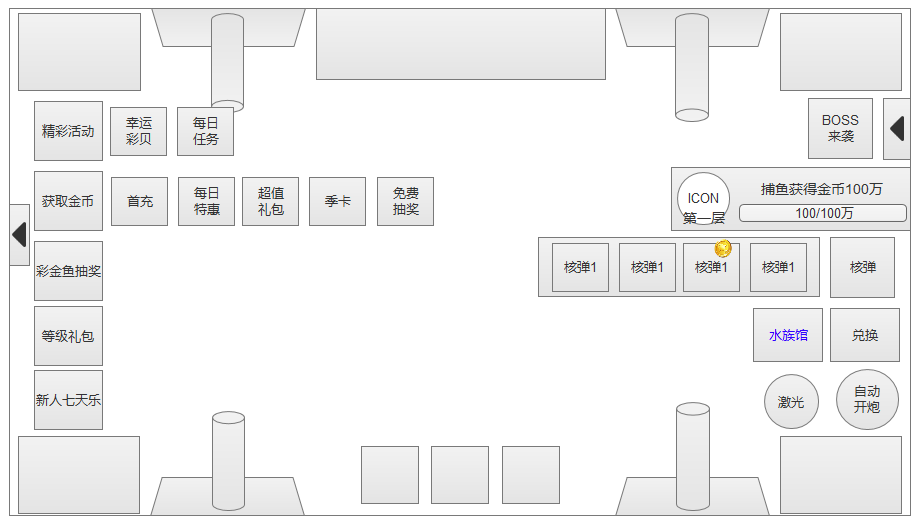 精彩活动
幸运
彩贝
每日
任务
BOSS
来袭
获取金币
首充
每日
特惠
超值
礼包
季卡
免费
抽奖
ICON
第一层
捕鱼获得金币100万
100/100万
彩金鱼抽奖
核弹1
核弹1
核弹1
核弹1
核弹
等级礼包
水族馆
兑换
新人七天乐
激光
自动
开炮